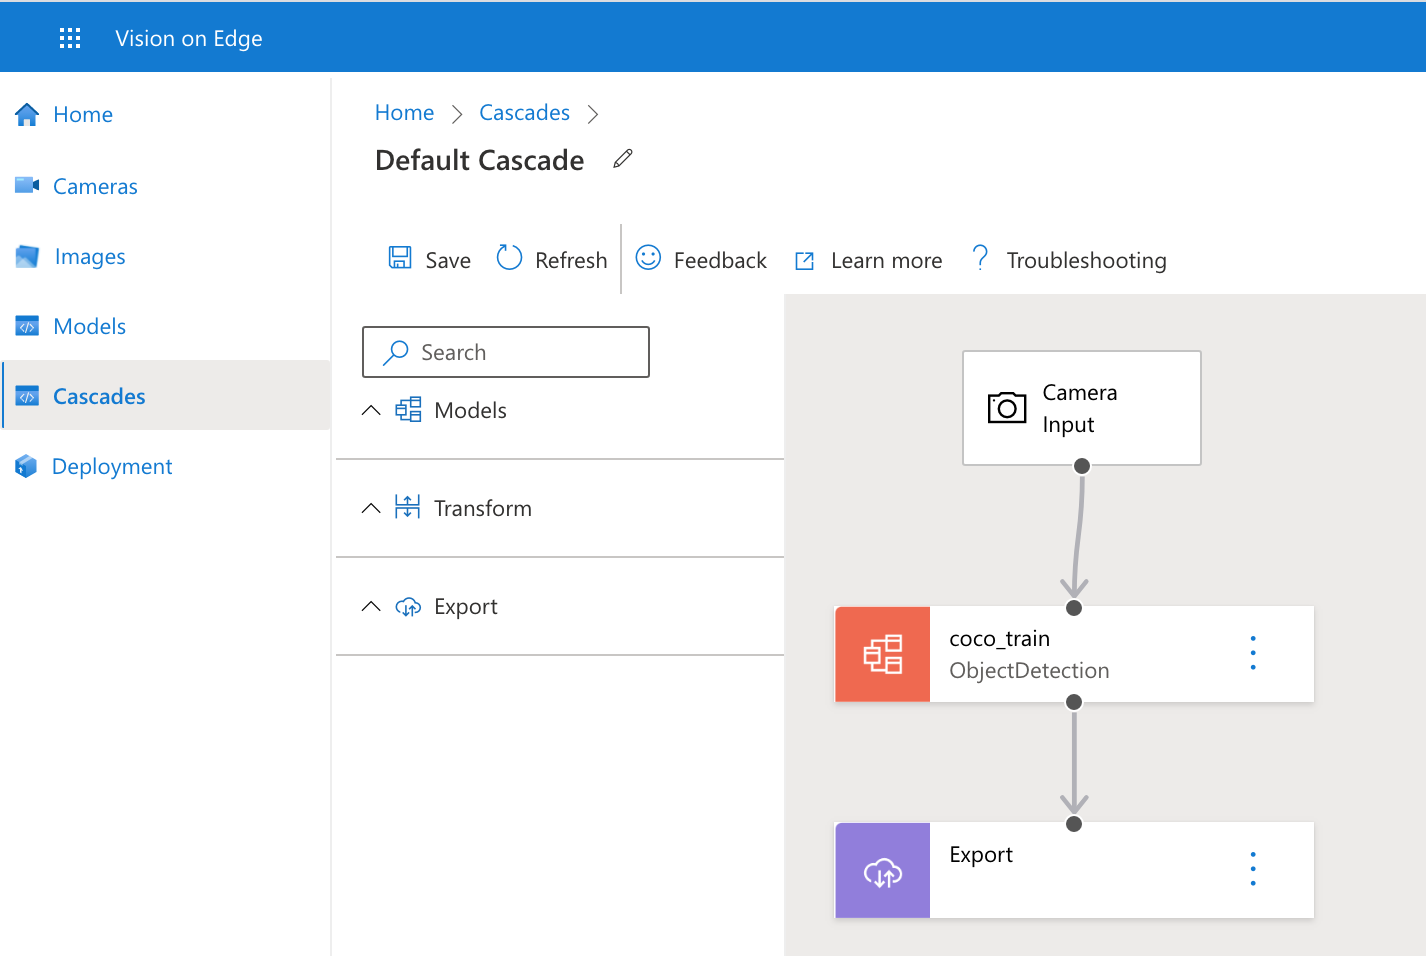 Vision on Edge
Home
Cameras
Images
Models
Cascades
Deployment
Home > Cascades >
Default Cascade
Save Refresh Feedback Learn more ? Troubleshooting
Search
Models
Transform
Export
Camera
Input
coco_train
ObjectDetection
Export